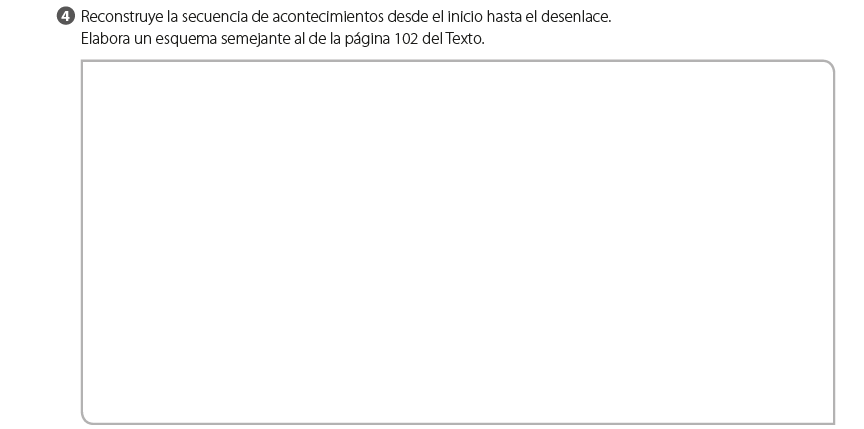 4 Reconstruye la secuencia de acontecimientos desde el inicio hasta el desenlace.
Elabora un esquema semejante al de la página 102 del Texto.